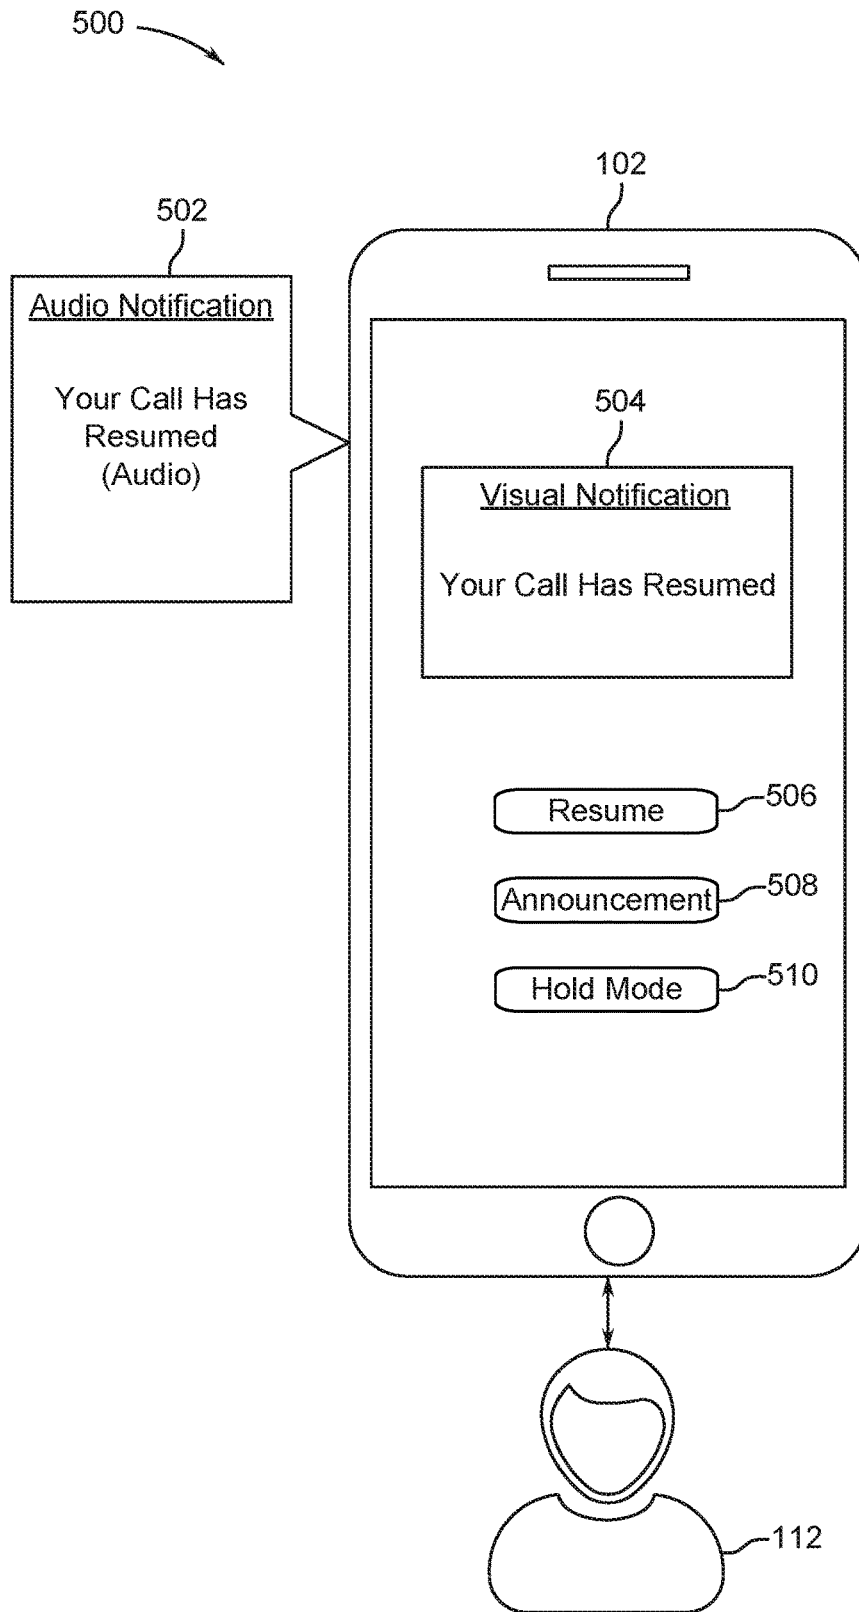 500
102
502
Audio Notification
Your Call Has
Resumed
(Audio)
504
Visual Notification
Your Call Has Resumed
Resume
506
Announcement
508
Hold Mode
510
112